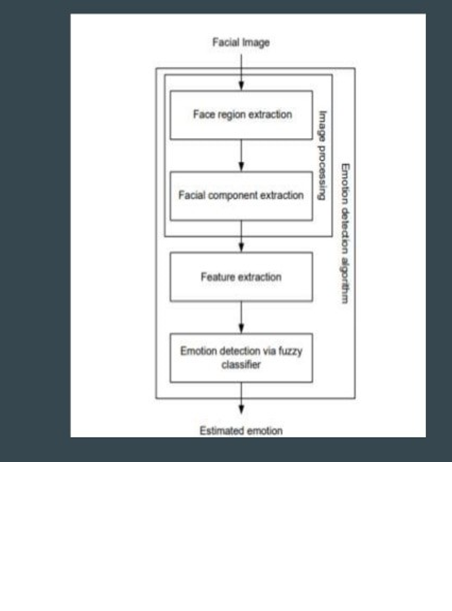 Facial Image
Face region extraction
Image processing
Facial component extraction
Emotion detection algorithm
Feature extraction
Emotion detection via fuzzy
classifier
Estimated emotion